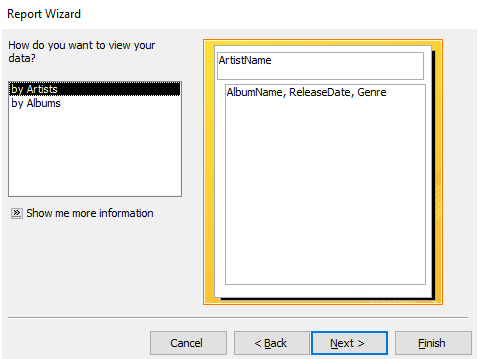 Report Wizard
How do you want to view your
data?
by Artists
by Albums
Show me more information
ArtistName
AlbumName, ReleaseDate, Genre
Cancel
< Back
Next >
Finish